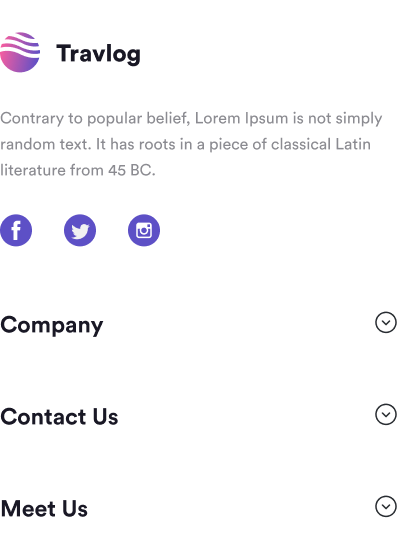 Travlog
Contrary to popular belief, Lorem Ipsum is not simply
random text. It has roots in a piece of classical Latin
literature from 45 BC.
Company
Contact Us
Meet Us